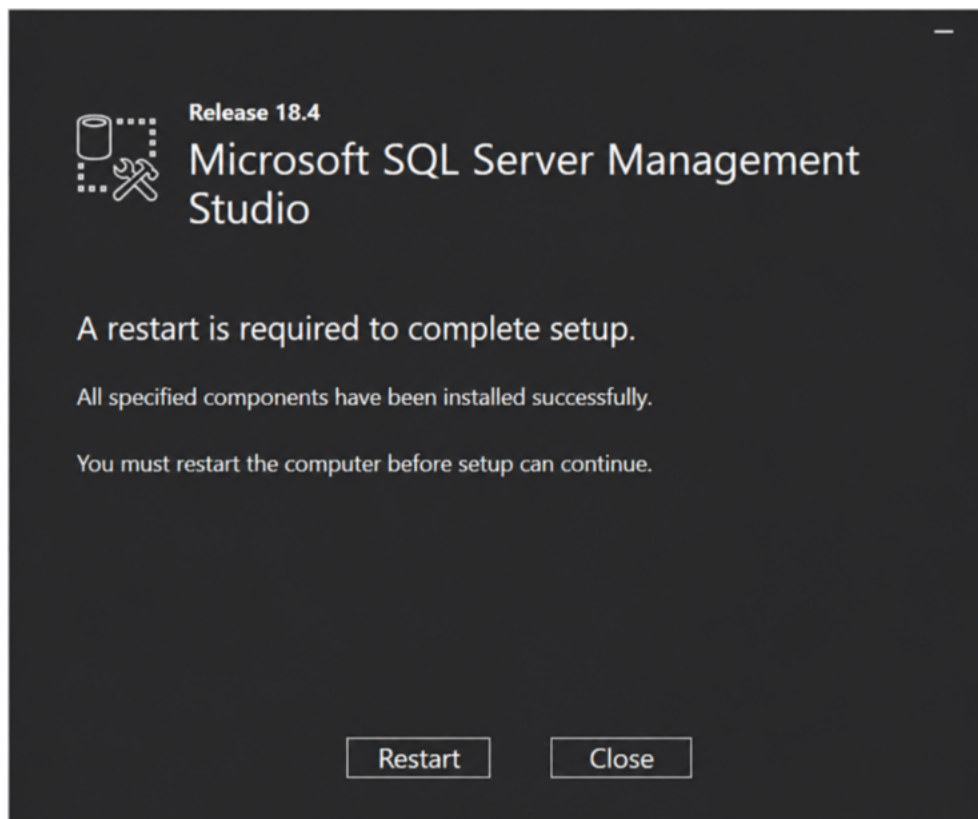 Release 18.4
Microsoft SQL Server Management
Studio
A restart is required to complete setup.
All specified components have been installed successfully.
You must restart the computer before setup can continue.
Restart
Close